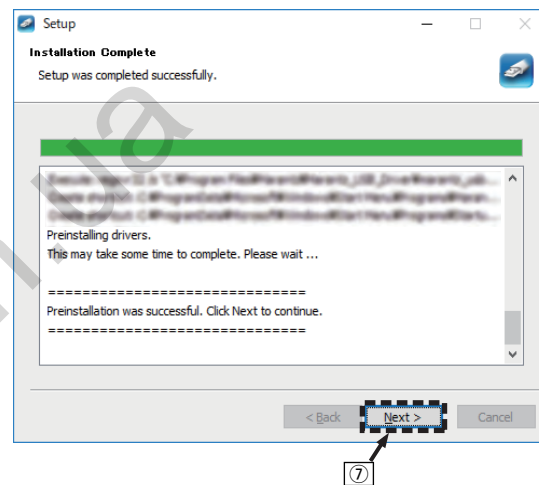 Setup
Installation Complete
Setup was completed successfully.
Preinstalling drivers.
This may take some time to complete. Please wait ...
==============================
Preinstallation was successful. Click Next to continue.
==============================
< Back
Next >
Cancel
⑦
n.ua